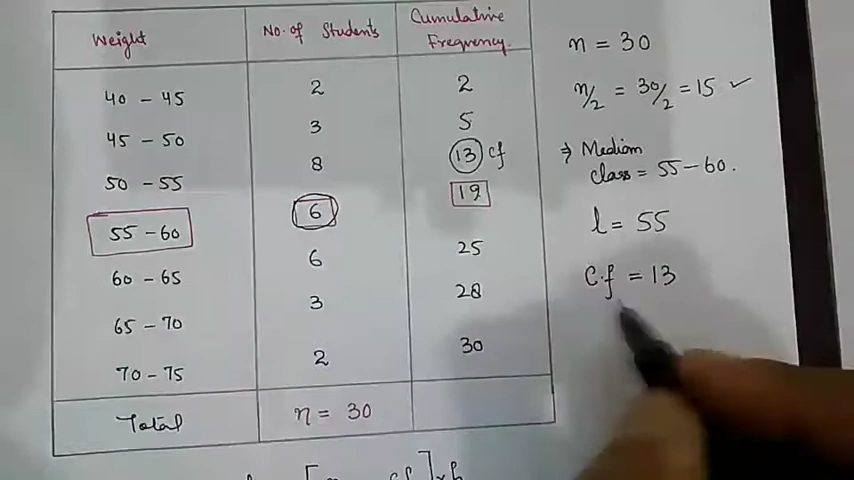 Weight No. of Students Cumulative Frequency.
40 - 45 2 2
45 - 50 3 5
50 - 55 8 13 cf
55 - 60 6 19
60 - 65 6 25
65 - 70 3 28
70 - 75 2 30
Total n = 30
n = 30
n/2 = 30/2 = 15 ✓
⇒ Median
class = 55 - 60.
l = 55
C.f = 13